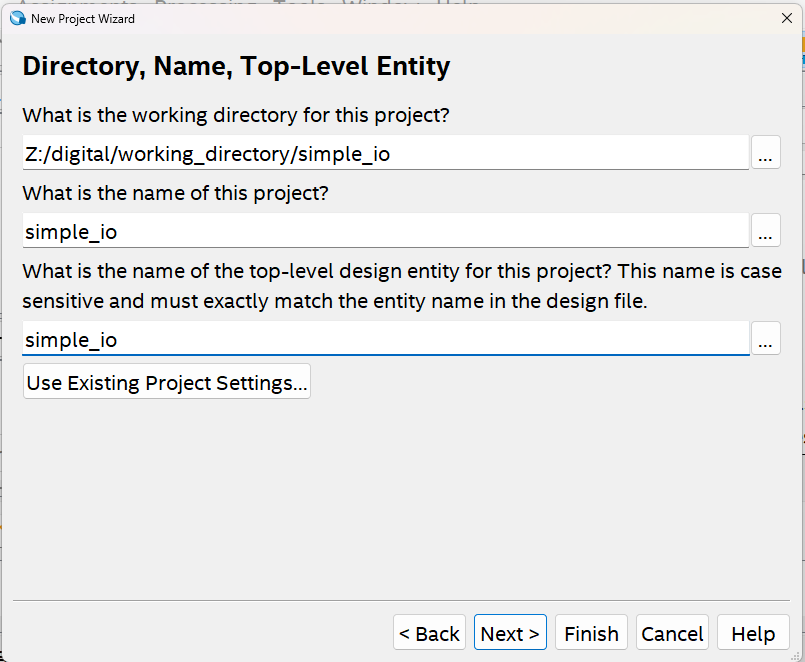 New Project Wizard
Directory, Name, Top-Level Entity
What is the working directory for this project?
Z:/digital/working_directory/simple_io
...
What is the name of this project?
simple_io
...
What is the name of the top-level design entity for this project? This name is case
sensitive and must exactly match the entity name in the design file.
simple_io
...
Use Existing Project Settings...
< Back
Next >
Finish
Cancel
Help